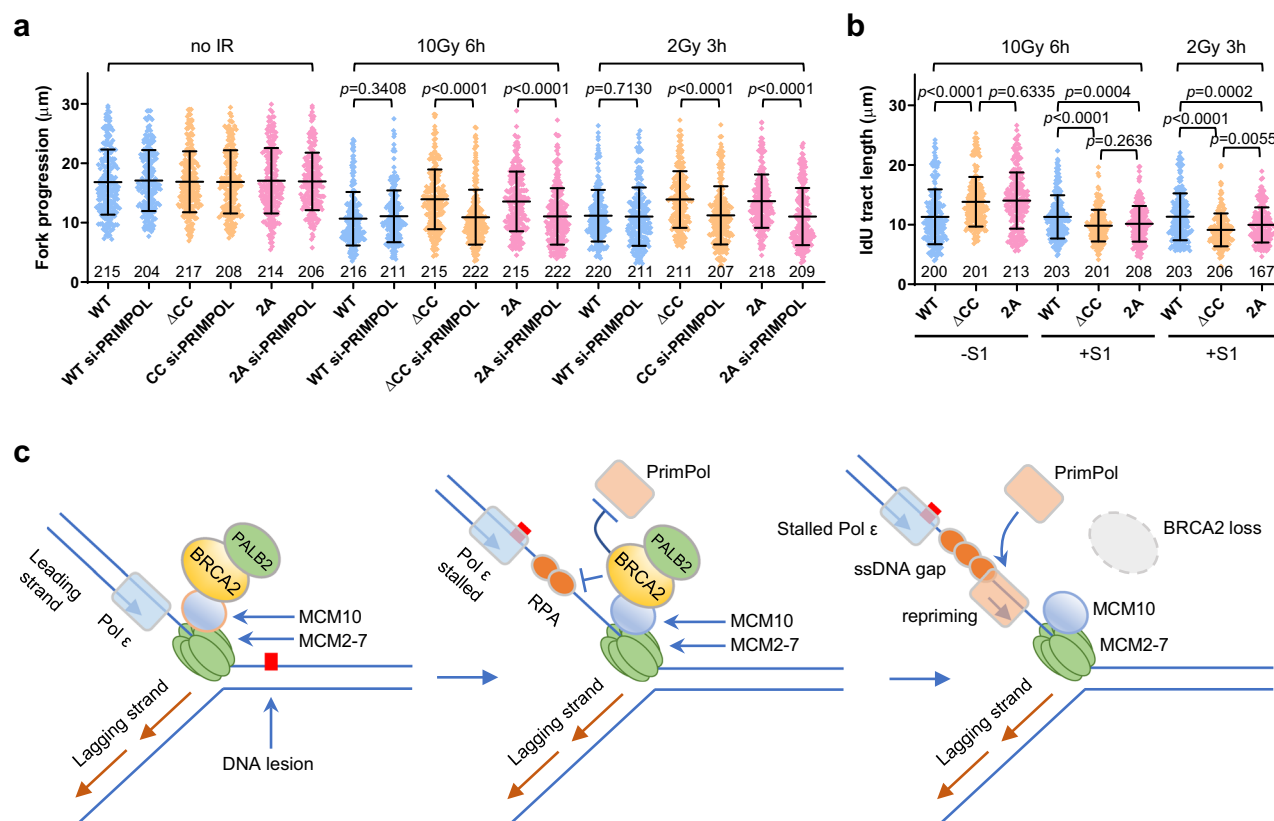 a
no IR
10Gy 6h
2Gy 3h
p=0.3408
p<0.0001
p<0.0001
p=0.7130
p<0.0001
p<0.0001
Fork progression (μm)
30
20
10
0
215 204 217 208 214 206 216 211 215 222 215 222 220 211 211 207 218 209
WT
WT si-PRIMPOL
ΔCC
CC si-PRIMPOL
2A
2A si-PRIMPOL
WT
WT si-PRIMPOL
ΔCC
ΔCC si-PRIMPOL
2A
2A si-PRIMPOL
WT
WT si-PRIMPOL
ΔCC
CC si-PRIMPOL
2A
2A si-PRIMPOL
b
10Gy 6h
2Gy 3h
p<0.0001
p=0.6335
p=0.0004
p<0.0001
p=0.2636
p=0.0002
p<0.0001
p=0.0055
IdU tract length (μm)
30
20
10
0
200 201 213 203 201 208 203 206 167
WT
ΔCC
2A
WT
ΔCC
2A
WT
ΔCC
2A
-S1
+S1
+S1
c
Leading
strand
Pol ε
BRCA2
PALB2
MCM10
MCM2-7
Lagging strand
DNA lesion
PrimPol
Pol ε
stalled
RPA
BRCA2
PALB2
MCM10
MCM2-7
Lagging strand
PrimPol
Stalled Pol ε
ssDNA gap
repriming
BRCA2 loss
MCM10
MCM2-7
Lagging strand